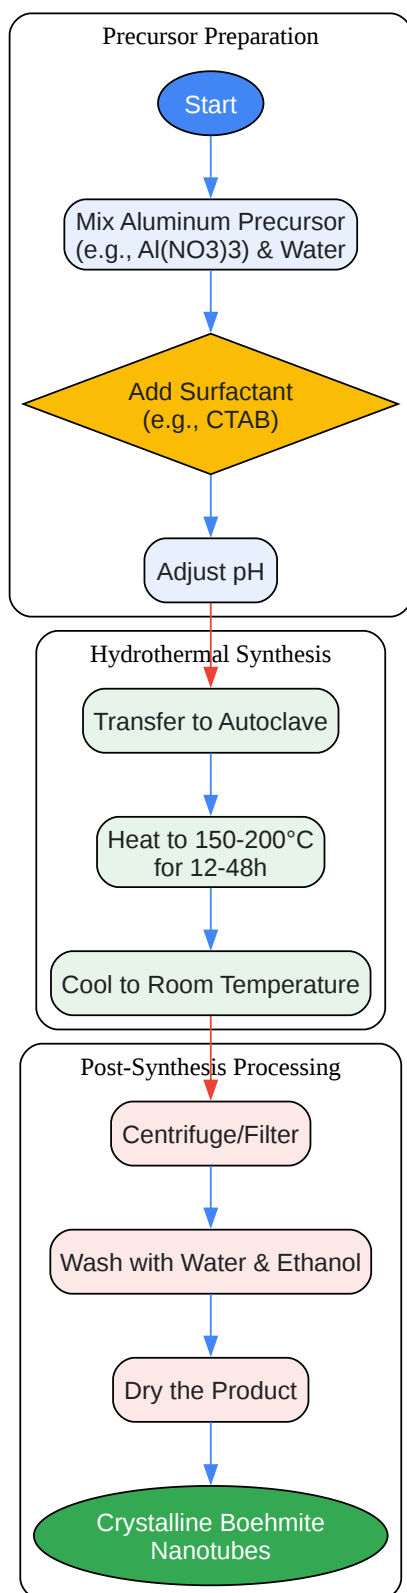 Precursor Preparation
Start
Mix Aluminum Precursor
(e.g., Al(NO3)3) & Water
Add Surfactant
(e.g., CTAB)
Adjust pH
Hydrothermal Synthesis
Transfer to Autoclave
Heat to 150-200°C
for 12-48h
Cool to Room Temperature
Post-Synthesis Processing
Centrifuge/Filter
Wash with Water & Ethanol
Dry the Product
Crystalline Boehmite
Nanotubes